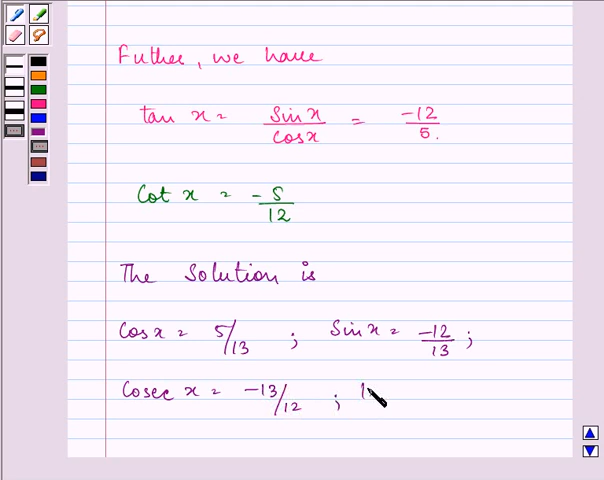 Futher, we have
tan x = Sin x / Cos x = -12 / 5.
Cot x = -5 / 12
The Solution is
Cos x = 5/13 ; Sin x = -12 / 13 ;
Cosec x = -13/12 ;